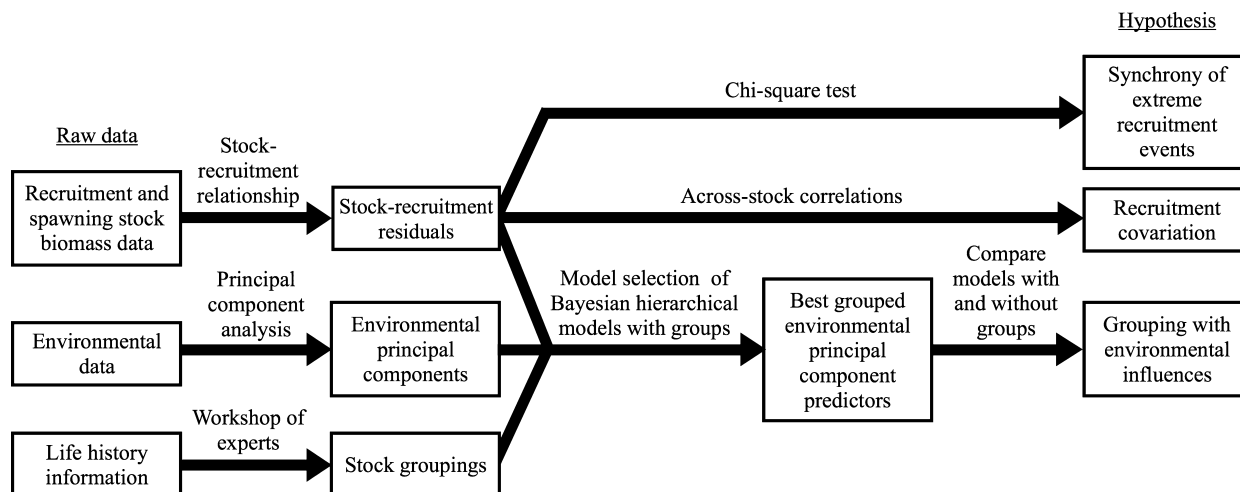 Hypothesis
Raw data
Recruitment and
spawning stock
biomass data
Stock-
recruitment
relationship
Stock-recruitment
residuals
Chi-square test
Synchrony of
extreme
recruitment
events
Across-stock correlations
Recruitment
covariation
Environmental
data
Principal
component
analysis
Environmental
principal
components
Model selection of
Bayesian hierarchical
models with groups
Best grouped
environmental
principal
component
predictors
Compare
models with
and without
groups
Grouping with
environmental
influences
Life history
information
Workshop of
experts
Stock groupings